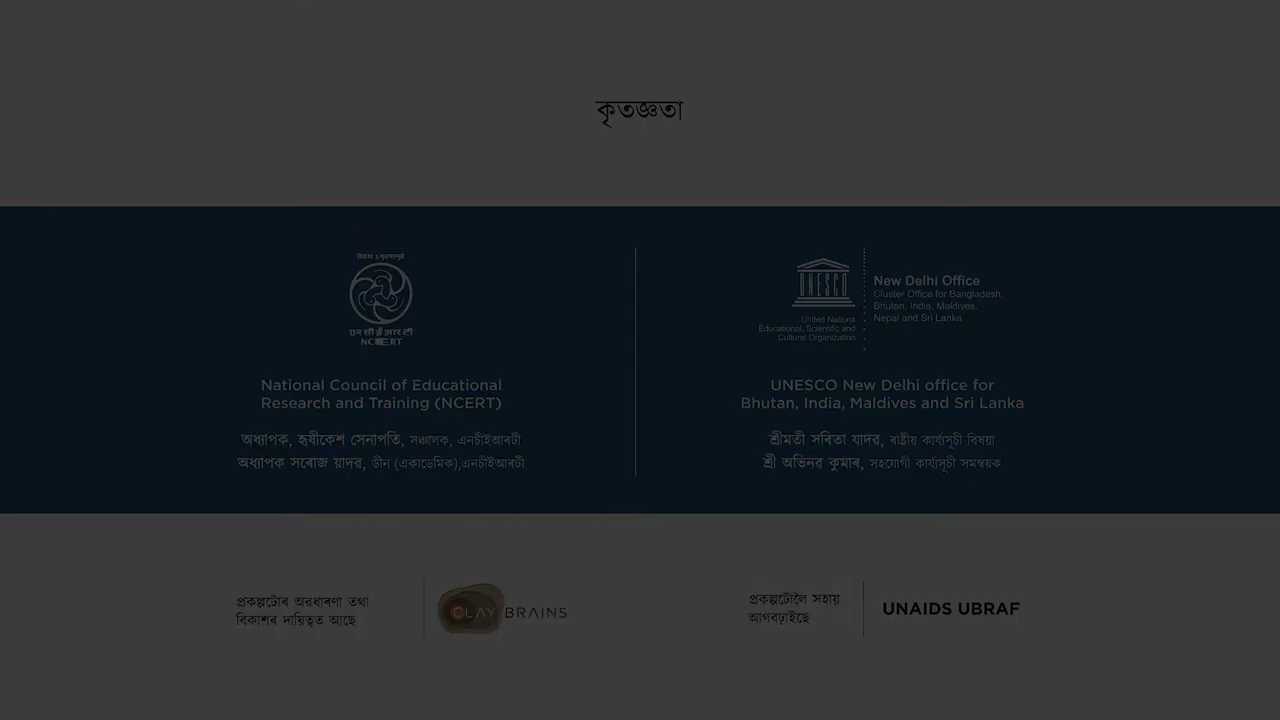 কৃতজ্ঞতা
एन सी ई आर टी
NCERT
UNESCO
United Nations
Educational, Scientific and
Cultural Organization
New Delhi Office
Cluster Office for Bangladesh,
Bhutan, India, Maldives,
Nepal and Sri Lanka
National Council of Educational
Research and Training (NCERT)
অধ্যাপক, হৃষীকেশ সেনাপতি, সঞ্চালক, এনচীইআৰটী
অধ্যাপক সৰোজ য়াদৱ, ডীন (একাডেমিক),এনচীইআৰটী
UNESCO New Delhi office for
Bhutan, India, Maldives and Sri Lanka
শ্ৰীমতী সৰিতা যাদৱ, ৰাষ্ট্ৰীয় কাৰ্য্যসূচী বিষয়া
শ্ৰী অভিনৱ কুমাৰ, সহযোগী কাৰ্য্যসূচী সমন্বয়ক
প্ৰকল্পটোৰ অৱধাৰণা তথা
বিকাশৰ দায়িত্বত আছে
CLAY BRAINS
প্ৰকল্পটোলৈ সহায়
আগবঢ়াইছে
UNAIDS UBRAF